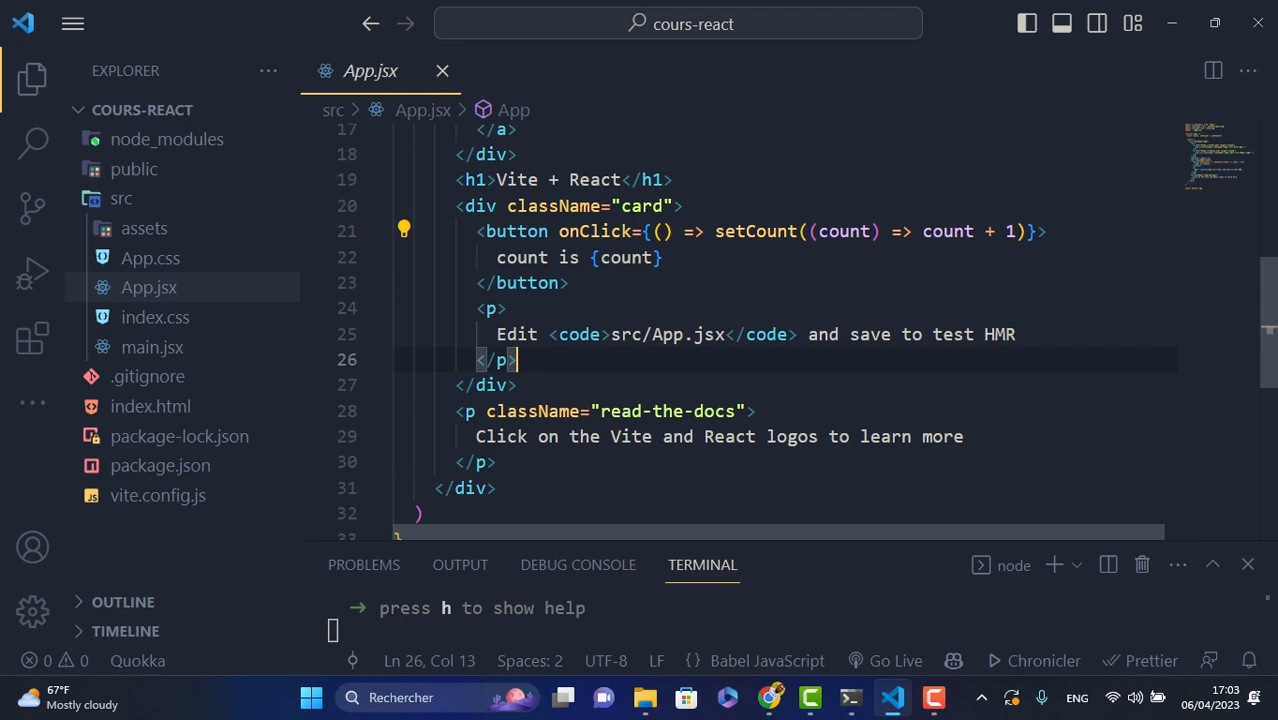 cours-react
EXPLORER
App.jsx
COURS-REACT
src > App.jsx > App
node_modules
public
src
assets
App.css
App.jsx
index.css
main.jsx
.gitignore
index.html
package-lock.json
package.json
vite.config.js
OUTLINE
TIMELINE
17 </a>
18 </div>
19 <h1>Vite + React</h1>
20 <div className="card">
21 <button onClick={() => setCount((count) => count + 1)}>
22 count is {count}
23 </button>
24 <p>
25 Edit <code>src/App.jsx</code> and save to test HMR
26 </p>
27 </div>
28 <p className="read-the-docs">
29 Click on the Vite and React logos to learn more
30 </p>
31 </div>
32 )
33 }
PROBLEMS OUTPUT DEBUG CONSOLE TERMINAL node
→ press h to show help
0 0 Quokka Ln 26, Col 13 Spaces: 2 UTF-8 LF {} Babel JavaScript Go Live Chronicler Prettier
67°F
Mostly cloudy
Rechercher
ENG
17:03
06/04/2023